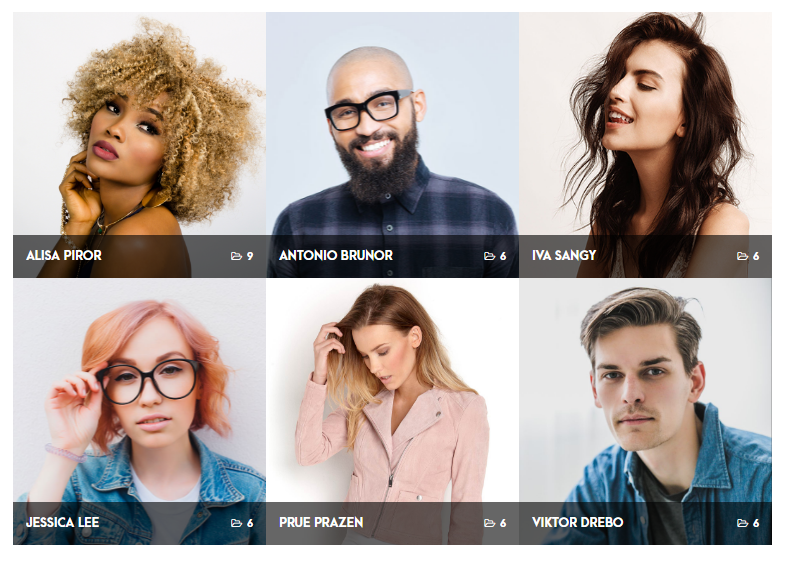 ALISA PIROR 9
ANTONIO BRUNOR 6
IVA SANGY 6
JESSICA LEE 6
PRUE PRAZEN 6
VIKTOR DREBO 6